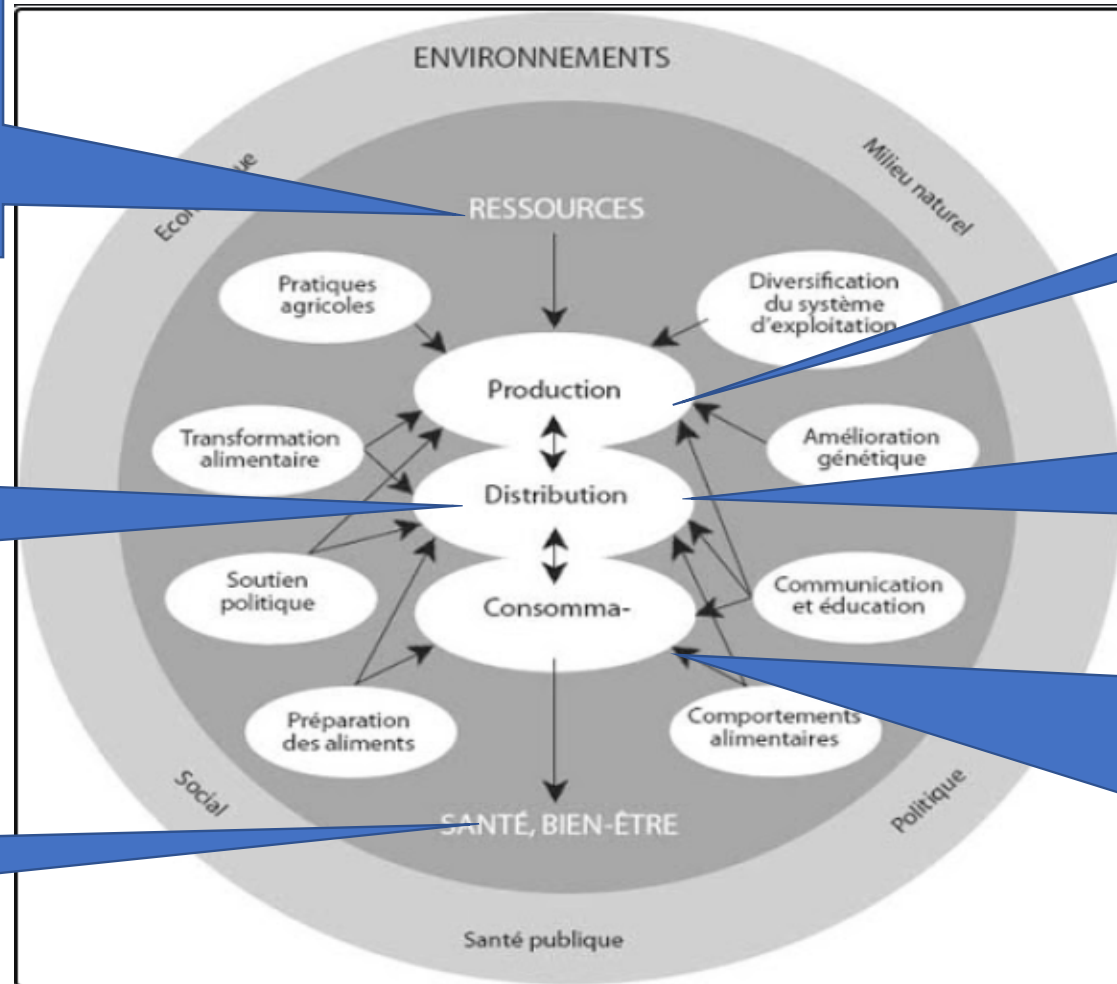 ENVIRONNEMENTS
Milieu naturel
RESSOURCES
Pratiques
agricoles
Diversification
du système
d'exploitation
Production
Transformation
alimentaire
Amélioration
génétique
Distribution
Soutien
politique
Communication
et éducation
Consomma-
Préparation
des aliments
Comportements
alimentaires
Social
Politique
SANTÉ, BIEN-ÊTRE
Santé publique